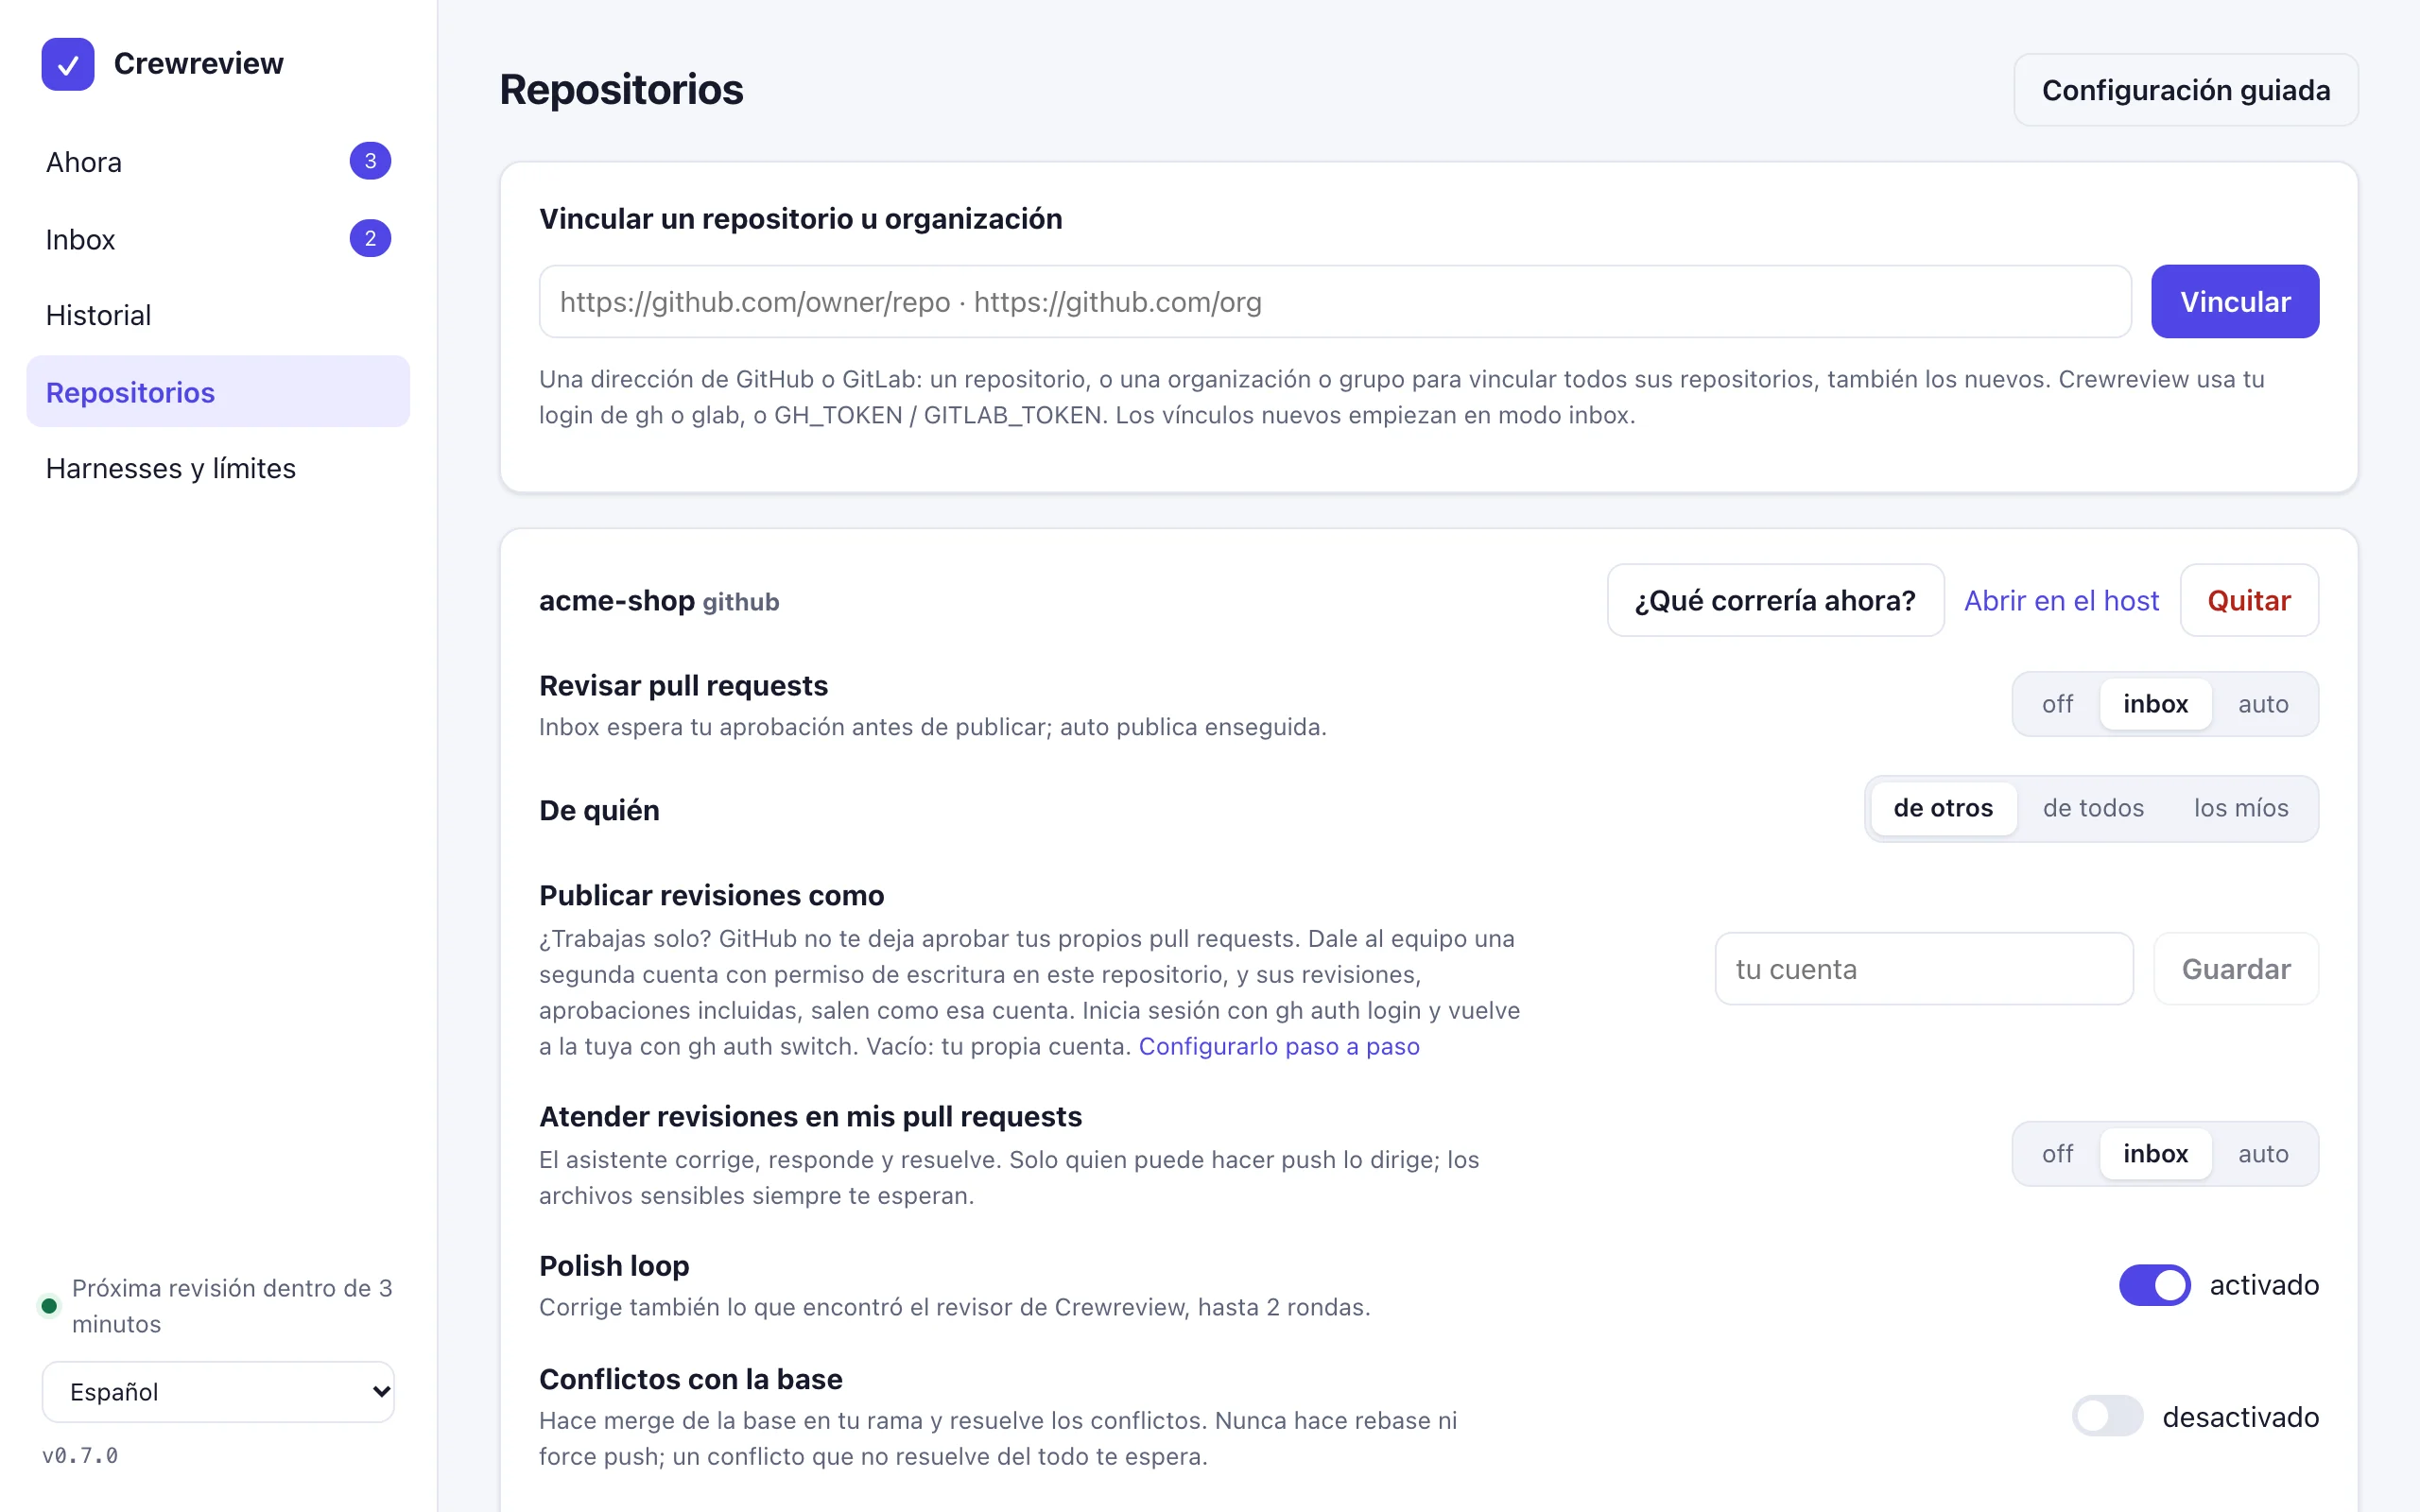 Crewreview
Ahora 3
Inbox 2
Historial
Repositorios
Harnesses y límites
Próxima revisión dentro de 3
minutos
Español
v0.7.0
Repositorios
Configuración guiada
Vincular un repositorio u organización
https://github.com/owner/repo · https://github.com/org
Vincular
Una dirección de GitHub o GitLab: un repositorio, o una organización o grupo para vincular todos sus repositorios, también los nuevos. Crewreview usa tu
login de gh o glab, o GH_TOKEN / GITLAB_TOKEN. Los vínculos nuevos empiezan en modo inbox.
acme-shop github
¿Qué correría ahora?
Abrir en el host
Quitar
Revisar pull requests
Inbox espera tu aprobación antes de publicar; auto publica enseguida.
off inbox auto
De quién
de otros de todos los míos
Publicar revisiones como
¿Trabajas solo? GitHub no te deja aprobar tus propios pull requests. Dale al equipo una
segunda cuenta con permiso de escritura en este repositorio, y sus revisiones,
aprobaciones incluidas, salen como esa cuenta. Inicia sesión con gh auth login y vuelve
a la tuya con gh auth switch. Vacío: tu propia cuenta. Configurarlo paso a paso
tu cuenta
Guardar
Atender revisiones en mis pull requests
El asistente corrige, responde y resuelve. Solo quien puede hacer push lo dirige; los
archivos sensibles siempre te esperan.
off inbox auto
Polish loop
Corrige también lo que encontró el revisor de Crewreview, hasta 2 rondas.
activado
Conflictos con la base
Hace merge de la base en tu rama y resuelve los conflictos. Nunca hace rebase ni
force push; un conflicto que no resuelve del todo te espera.
desactivado